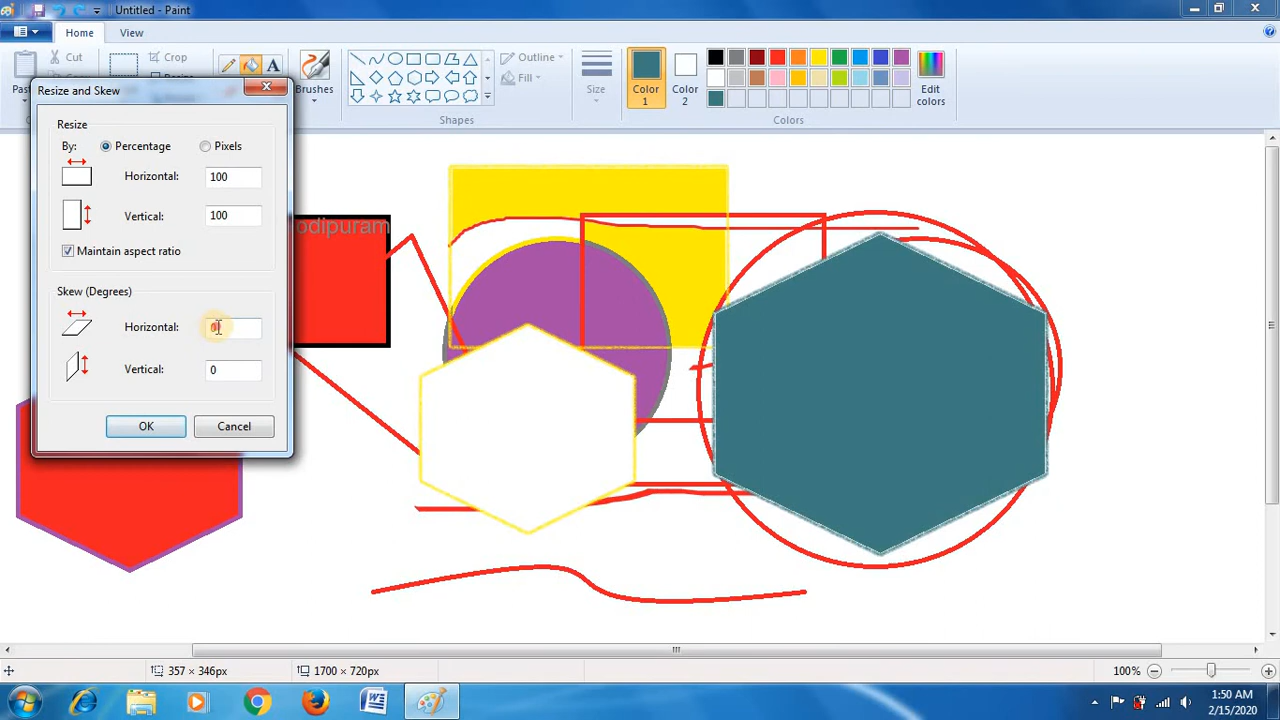 Untitled - Paint
Home
View
Cut
Crop
Outline
Fill
Brushes
Size
Color
1
Color
2
Edit
colors
Shapes
Colors
Resize and Skew
Resize
By:
Percentage
Pixels
Horizontal:
100
Vertical:
100
Maintain aspect ratio
Skew (Degrees)
Horizontal:
Vertical:
0
OK
Cancel
odipuram
357 × 346px
1700 × 720px
100%
1:50 AM
2/15/2020